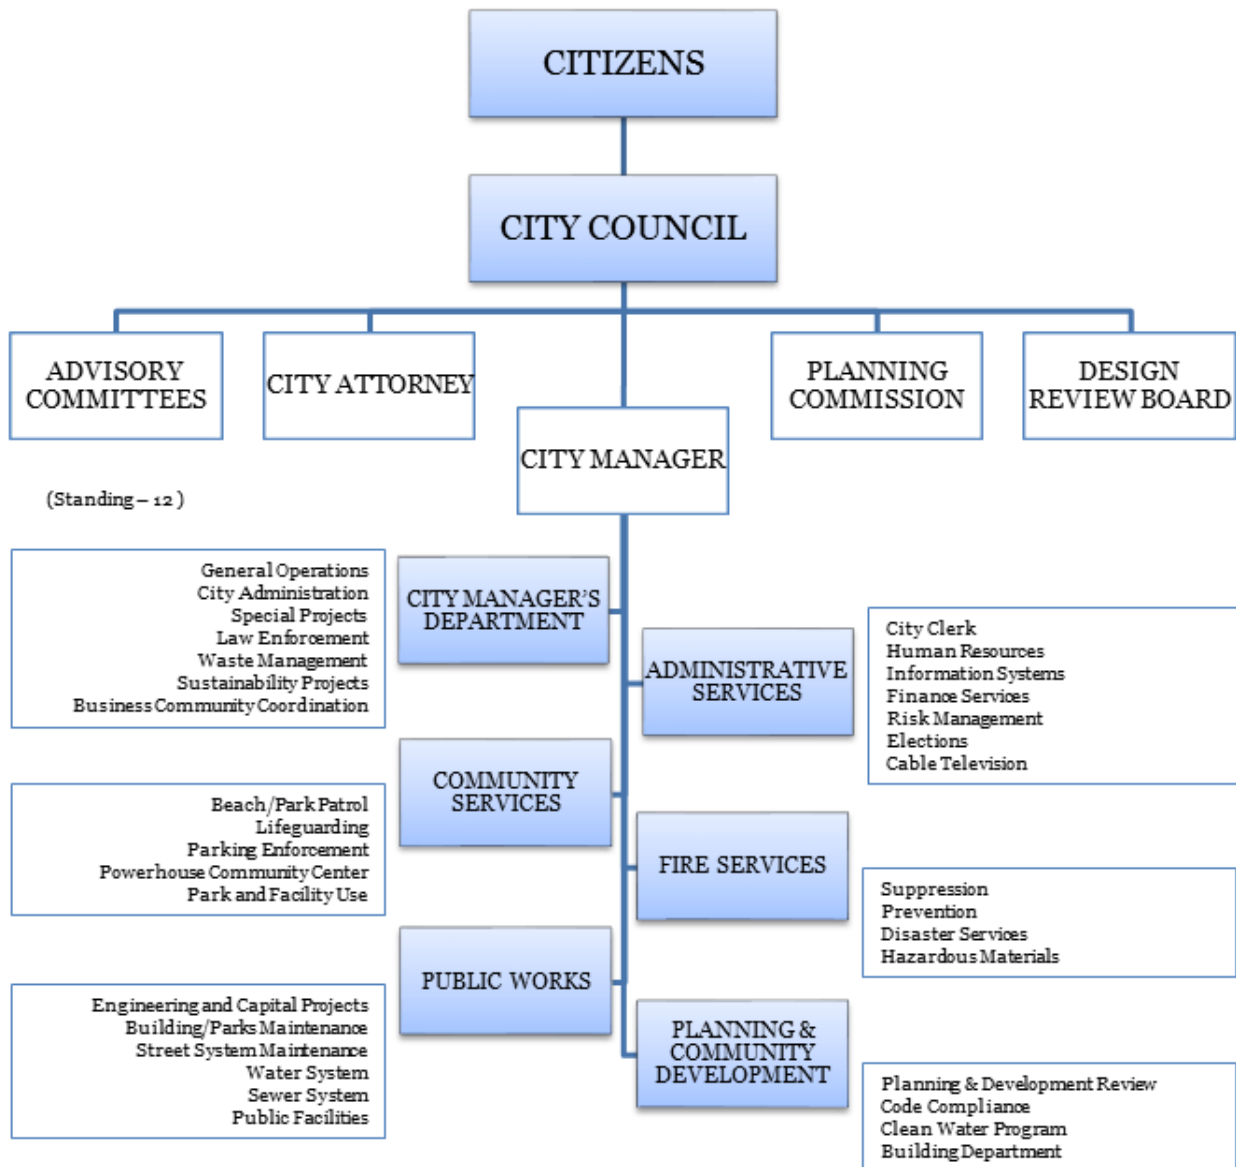 CITIZENS
CITY COUNCIL
ADVISORY
COMMITTEES
CITY ATTORNEY
CITY MANAGER
PLANNING
COMMISSION
DESIGN
REVIEW BOARD
(Standing – 12 )
General Operations
City Administration
Special Projects
Law Enforcement
Waste Management
Sustainability Projects
Business Community Coordination
CITY MANAGER'S
DEPARTMENT
ADMINISTRATIVE
SERVICES
City Clerk
Human Resources
Information Systems
Finance Services
Risk Management
Elections
Cable Television
COMMUNITY
SERVICES
Beach/Park Patrol
Lifeguarding
Parking Enforcement
Powerhouse Community Center
Park and Facility Use
FIRE SERVICES
Suppression
Prevention
Disaster Services
Hazardous Materials
PUBLIC WORKS
Engineering and Capital Projects
Building/Parks Maintenance
Street System Maintenance
Water System
Sewer System
Public Facilities
PLANNING &
COMMUNITY
DEVELOPMENT
Planning & Development Review
Code Compliance
Clean Water Program
Building Department